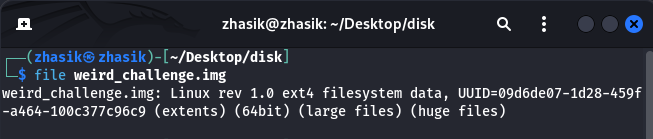 zhasik@zhasik: ~/Desktop/disk
┌──(zhasik㉿zhasik)-[~/Desktop/disk]
└─$ file weird_challenge.img
weird_challenge.img: Linux rev 1.0 ext4 filesystem data, UUID=09d6de07-1d28-459f
-a464-100c377c96c9 (extents) (64bit) (large files) (huge files)